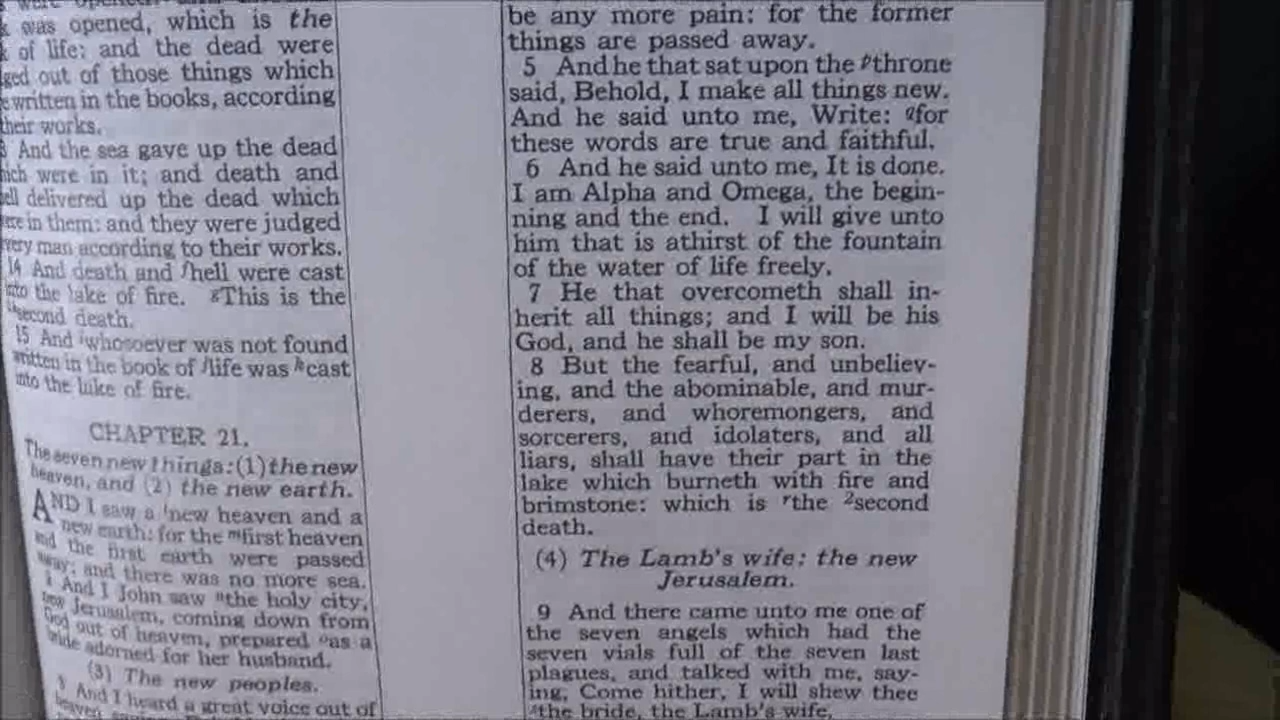 was opened, which is the
of life: and the dead were
ged out of those things which
written in the books, according
their works.
And the sea gave up the dead
hich were in it; and death and
ell delivered up the dead which
ere in them: and they were judged
very man according to their works.
14 And death and fhell were cast
into the lake of fire. gThis is the
second death.
15 And whosoever was not found
written in the book of life was kcast
into the lake of fire.
CHAPTER 21.
The seven new things: (1) the new
heaven, and (2) the new earth.
AND I saw a lnew heaven and a
new earth: for the mfirst heaven
and the first earth were passed
away; and there was no more sea.
2 And I John saw nthe holy city,
new Jerusalem, coming down from
God out of heaven, prepared oas a
bride adorned for her husband.
(3) The new peoples.
3 And I heard a great voice out of
be any more pain: for the former
things are passed away.
5 And he that sat upon the pthrone
said, Behold, I make all things new.
And he said unto me, Write: qfor
these words are true and faithful.
6 And he said unto me, It is done.
I am Alpha and Omega, the begin-
ning and the end. I will give unto
him that is athirst of the fountain
of the water of life freely.
7 He that overcometh shall in-
herit all things; and I will be his
God, and he shall be my son.
8 But the fearful, and unbeliev-
ing, and the abominable, and mur-
derers, and whoremongers, and
sorcerers, and idolaters, and all
liars, shall have their part in the
lake which burneth with fire and
brimstone: which is rthe 2second
death.
(4) The Lamb's wife: the new
Jerusalem.
9 And there came unto me one of
the seven angels which had the
seven vials full of the seven last
plagues, and talked with me, say-
ing, Come hither, I will shew thee
sthe bride, the Lamb's wife.